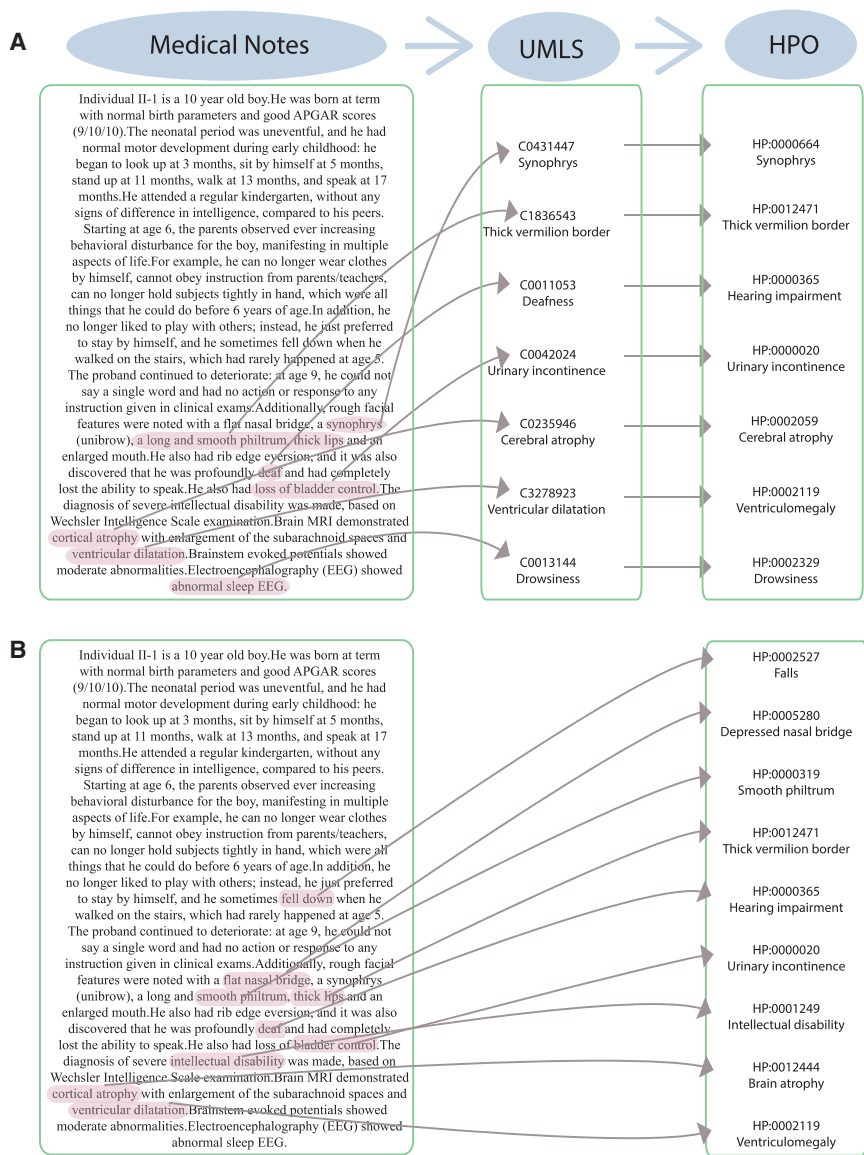 A
Medical Notes
UMLS
HPO
Individual II-1 is a 10 year old boy.He was born at term
with normal birth parameters and good APGAR scores
(9/10/10).The neonatal period was uneventful, and he had
normal motor development during early childhood: he
began to look up at 3 months, sit by himself at 5 months,
stand up at 11 months, walk at 13 months, and speak at 17
months.He attended a regular kindergarten, without any
signs of difference in intelligence, compared to his peers.
Starting at age 6, the parents observed ever increasing
behavioral disturbance for the boy, manifesting in multiple
aspects of life.For example, he can no longer wear clothes
by himself, cannot obey instruction from parents/teachers,
can no longer hold subjects tightly in hand, which were all
things that he could do before 6 years of age.In addition, he
no longer liked to play with others; instead, he just preferred
to stay by himself, and he sometimes fell down when he
walked on the stairs, which had rarely happened at age 5.
The proband continued to deteriorate: at age 9, he could not
say a single word and had no action or response to any
instruction given in clinical exams.Additionally, rough facial
features were noted with a flat nasal bridge, a synophrys
(unibrow), a long and smooth philtrum, thick lips and an
enlarged mouth.He also had rib edge eversion, and it was also
discovered that he was profoundly deaf and had completely
lost the ability to speak.He also had loss of bladder control.The
diagnosis of severe intellectual disability was made, based on
Wechsler Intelligence Scale examination.Brain MRI demonstrated
cortical atrophy with enlargement of the subarachnoid spaces and
ventricular dilatation.Brainstem evoked potentials showed
moderate abnormalities.Electroencephalography (EEG) showed
abnormal sleep EEG.
C0431447
Synophrys
C1836543
Thick vermilion border
C0011053
Deafness
C0042024
Urinary incontinence
C0235946
Cerebral atrophy
C3278923
Ventricular dilatation
C0013144
Drowsiness
HP:0000664
Synophrys
HP:0012471
Thick vermilion border
HP:0000365
Hearing impairment
HP:0000020
Urinary incontinence
HP:0002059
Cerebral atrophy
HP:0002119
Ventriculomegaly
HP:0002329
Drowsiness
B
Individual II-1 is a 10 year old boy.He was born at term
with normal birth parameters and good APGAR scores
(9/10/10).The neonatal period was uneventful, and he had
normal motor development during early childhood: he
began to look up at 3 months, sit by himself at 5 months,
stand up at 11 months, walk at 13 months, and speak at 17
months.He attended a regular kindergarten, without any
signs of difference in intelligence, compared to his peers.
Starting at age 6, the parents observed ever increasing
behavioral disturbance for the boy, manifesting in multiple
aspects of life.For example, he can no longer wear clothes
by himself, cannot obey instruction from parents/teachers,
can no longer hold subjects tightly in hand, which were all
things that he could do before 6 years of age.In addition, he
no longer liked to play with others; instead, he just preferred
to stay by himself, and he sometimes fell down when he
walked on the stairs, which had rarely happened at age 5.
The proband continued to deteriorate: at age 9, he could not
say a single word and had no action or response to any
instruction given in clinical exams.Additionally, rough facial
features were noted with a flat nasal bridge, a synophrys
(unibrow), a long and smooth philtrum, thick lips and an
enlarged mouth.He also had rib edge eversion, and it was also
discovered that he was profoundly deaf and had completely
lost the ability to speak.He also had loss of bladder control.The
diagnosis of severe intellectual disability was made, based on
Wechsler Intelligence Scale examination.Brain MRI demonstrated
cortical atrophy with enlargement of the subarachnoid spaces and
ventricular dilatation.Brainstem evoked potentials showed
moderate abnormalities.Electroencephalography (EEG) showed
abnormal sleep EEG.
HP:0002527
Falls
HP:0005280
Depressed nasal bridge
HP:0000319
Smooth philtrum
HP:0012471
Thick vermilion border
HP:0000365
Hearing impairment
HP:0000020
Urinary incontinence
HP:0001249
Intellectual disability
HP:0012444
Brain atrophy
HP:0002119
Ventriculomegaly